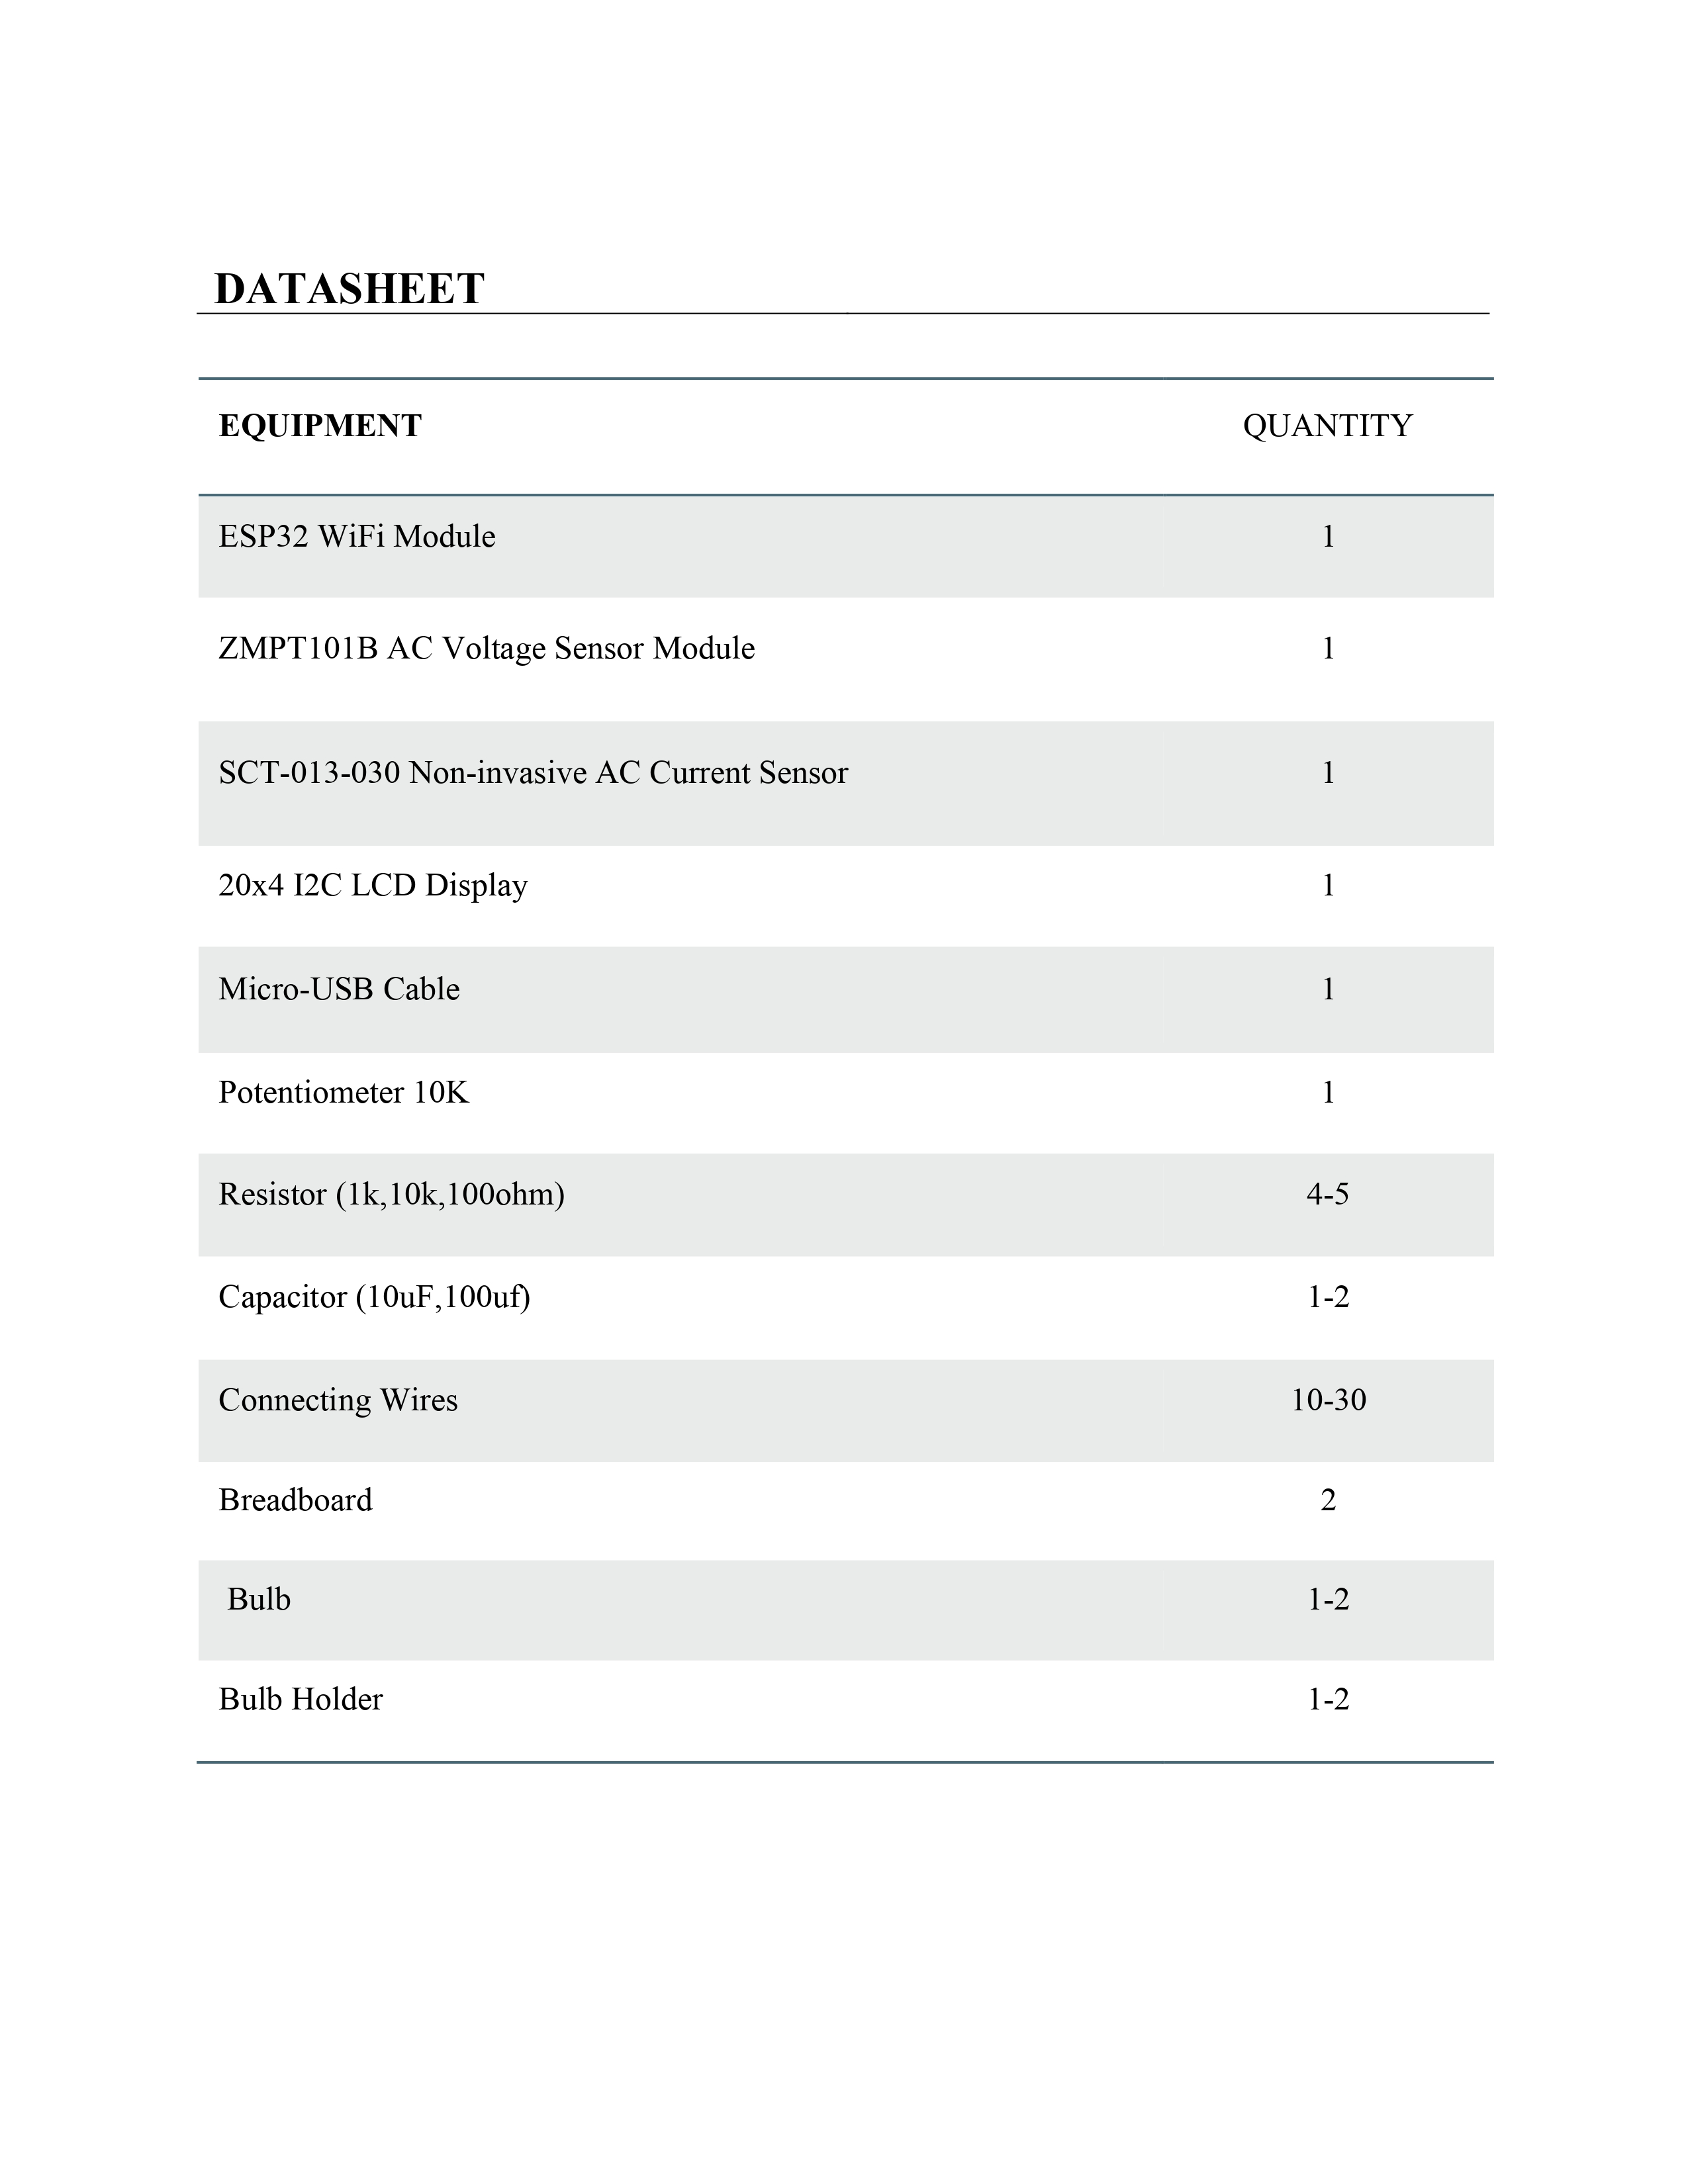 DATASHEET
EQUIPMENT QUANTITY
ESP32 WiFi Module 1
ZMPT101B AC Voltage Sensor Module 1
SCT-013-030 Non-invasive AC Current Sensor 1
20x4 I2C LCD Display 1
Micro-USB Cable 1
Potentiometer 10K 1
Resistor (1k,10k,100ohm) 4-5
Capacitor (10uF,100uf) 1-2
Connecting Wires 10-30
Breadboard 2
Bulb 1-2
Bulb Holder 1-2